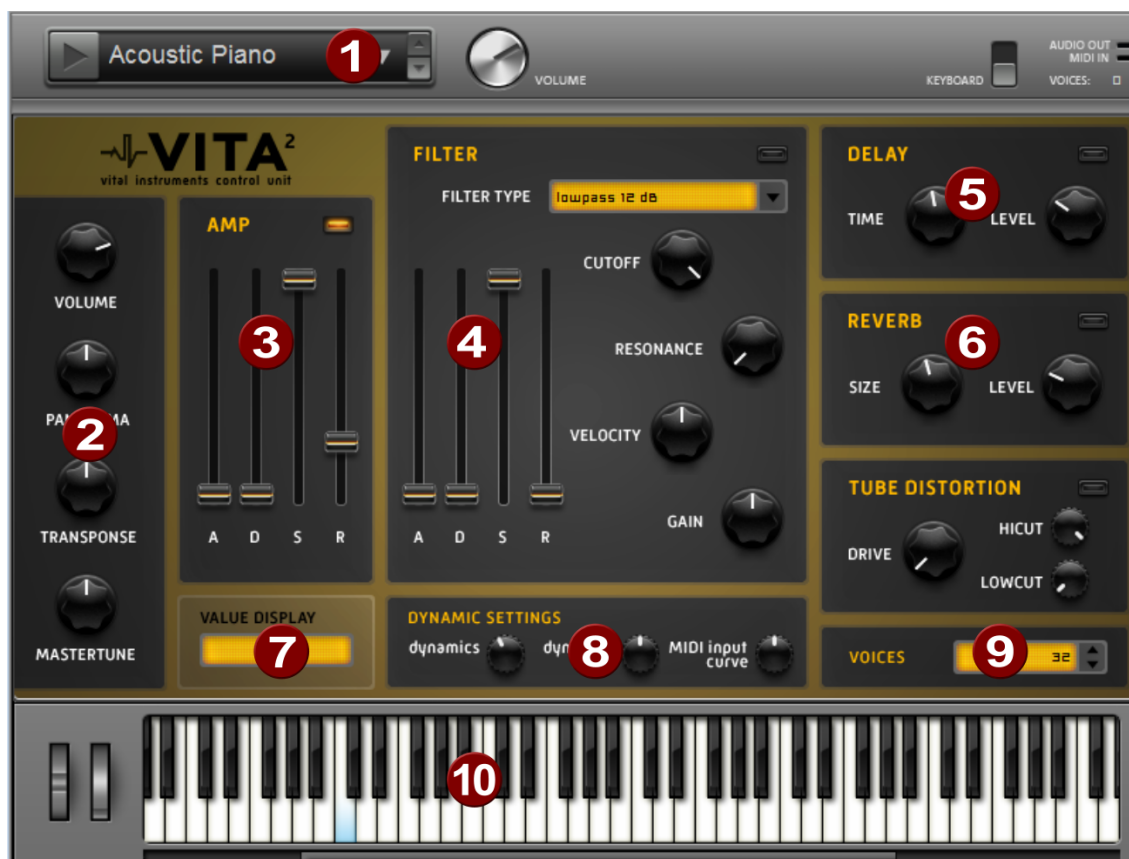 Acoustic Piano
1
VOLUME
KEYBOARD
AUDIO OUT
MIDI IN
VOICES:
VITA2
vital instruments control unit
VOLUME
2
TRANSPONSE
MASTERTUNE
AMP
3
A D S R
FILTER
FILTER TYPE lowpass 12 dB
CUTOFF
RESONANCE
VELOCITY
GAIN
4
A D S R
DELAY
TIME 5 LEVEL
REVERB
SIZE 6 LEVEL
TUBE DISTORTION
DRIVE
HICUT
LOWCUT
VALUE DISPLAY
7
DYNAMIC SETTINGS
dynamics 8 MIDI input
curve
VOICES 9 32
10